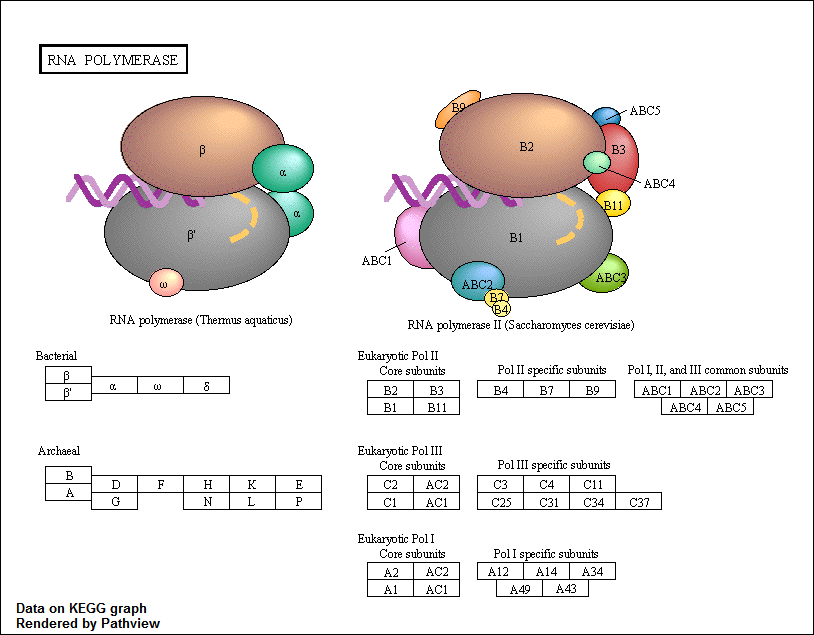 RNA POLYMERASE
β
α
α
β'
ω
RNA polymerase (Thermus aquaticus)
B9
B2
ABC5
B3
ABC4
B11
B1
ABC1
ABC2
ABC3
B7
B4
RNA polymerase II (Saccharomyces cerevisiae)
Bacterial
β
β' α ω δ
Eukaryotic Pol II
Core subunits
B2 B3
B1 B11
Pol II specific subunits
B4 B7 B9
Pol I, II, and III common subunits
ABC1 ABC2 ABC3
ABC4 ABC5
Archaeal
B
A
D F H K E
G N L P
Eukaryotic Pol III
Core subunits
C2 AC2
C1 AC1
Pol III specific subunits
C3 C4 C11
C25 C31 C34 C37
Eukaryotic Pol I
Core subunits
A2 AC2
A1 AC1
Pol I specific subunits
A12 A14 A34
A49 A43
Data on KEGG graph
Rendered by Pathview